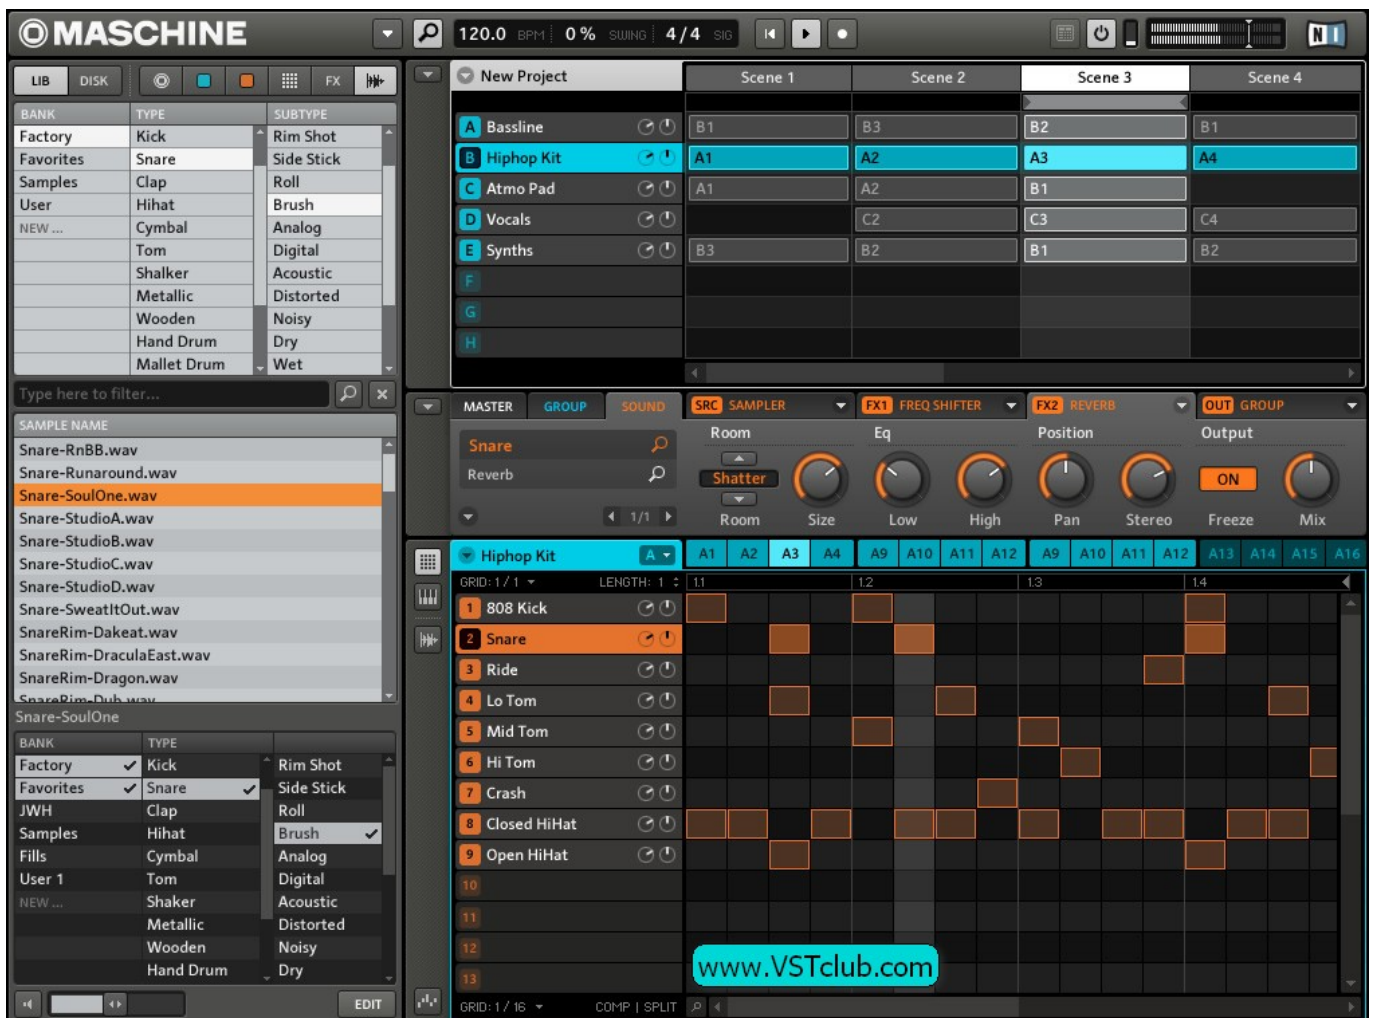 MASCHINE
120.0 BPM 0% SWING 4/4 SIG
LIB DISK FX
BANK TYPE SUBTYPE
Factory Kick Rim Shot
Favorites Snare Side Stick
Samples Clap Roll
User Hihat Brush
NEW ... Cymbal Analog
Tom Digital
Shalker Acoustic
Metallic Distorted
Wooden Noisy
Hand Drum Dry
Mallet Drum Wet
Type here to filter...
SAMPLE NAME
Snare-RnBB.wav
Snare-Runaround.wav
Snare-SoulOne.wav
Snare-StudioA.wav
Snare-StudioB.wav
Snare-StudioC.wav
Snare-StudioD.wav
Snare-SweatItOut.wav
SnareRim-Dakeat.wav
SnareRim-DraculaEast.wav
SnareRim-Dragon.wav
SnareRim-Dub.wav
Snare-SoulOne
BANK TYPE
Factory Kick Rim Shot
Favorites Snare Side Stick
JWH Clap Roll
Samples Hihat Brush
Fills Cymbal Analog
User 1 Tom Digital
NEW ... Shaker Acoustic
Metallic Distorted
Wooden Noisy
Hand Drum Dry
EDIT
New Project Scene 1 Scene 2 Scene 3 Scene 4
A Bassline B1 B3 B2 B1
B Hiphop Kit A1 A2 A3 A4
C Atmo Pad A1 A2 B1
D Vocals C2 C3 C4
E Synths B3 B2 B1 B2
F
G
H
MASTER GROUP SOUND SRC SAMPLER FX1 FREQ SHIFTER FX2 REVERB OUT GROUP
Room Eq Position Output
Snare
Reverb Shatter ON
1/1 Room Size Low High Pan Stereo Freeze Mix
Hiphop Kit A A1 A2 A3 A4 A9 A10 A11 A12 A9 A10 A11 A12 A13 A14 A15 A16
GRID: 1 / 1 LENGTH: 1 1.1 1.2 1.3 1.4
1 808 Kick
2 Snare
3 Ride
4 Lo Tom
5 Mid Tom
6 Hi Tom
7 Crash
8 Closed HiHat
9 Open HiHat
10
11
12
13
www.VSTclub.com
GRID: 1 / 16 COMP | SPLIT